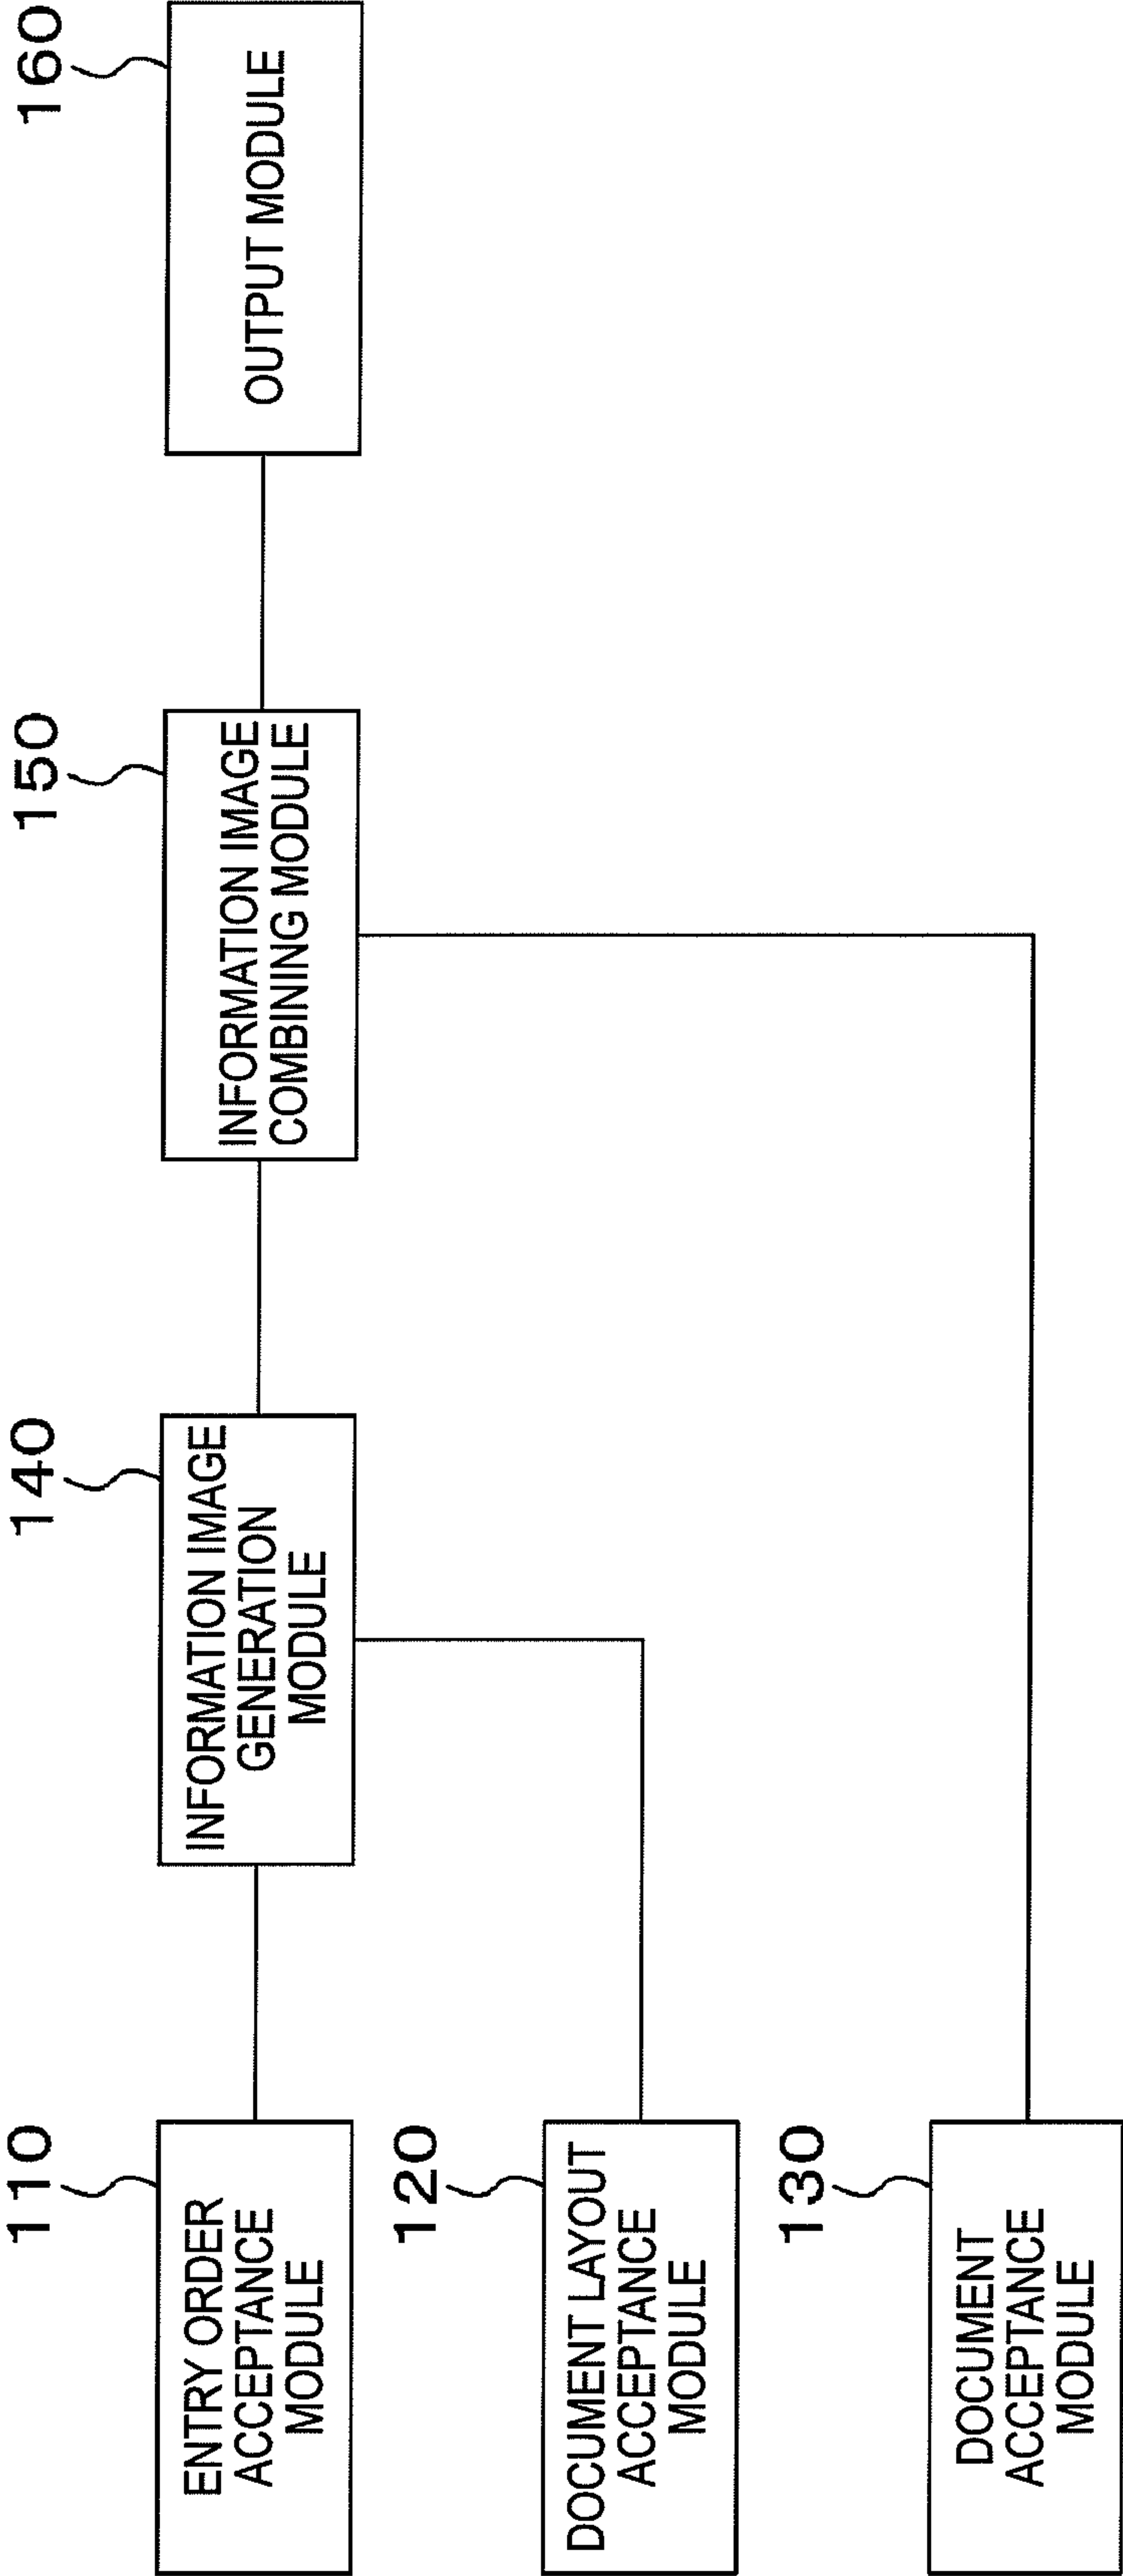 110
ENTRY ORDER
ACCEPTANCE
MODULE
140
INFORMATION IMAGE
GENERATION
MODULE
150
INFORMATION IMAGE
COMBINING MODULE
160
OUTPUT MODULE
120
DOCUMENT LAYOUT
ACCEPTANCE
MODULE
130
DOCUMENT
ACCEPTANCE
MODULE